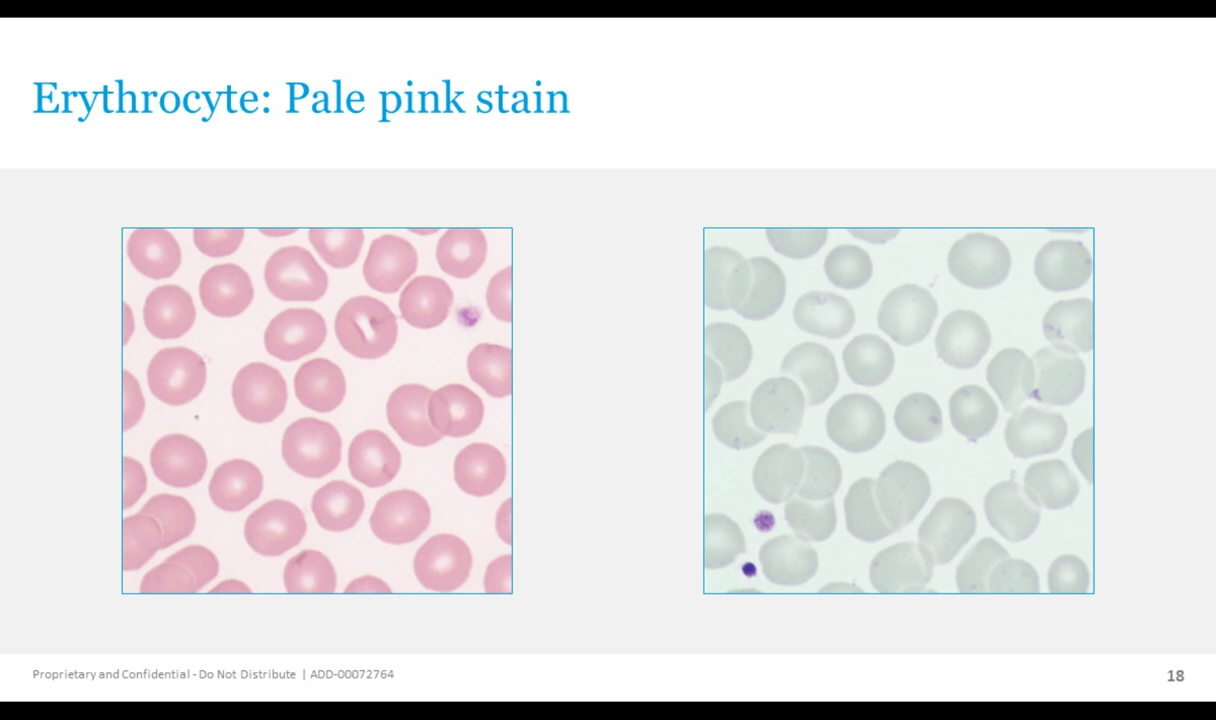 Erythrocyte: Pale pink stain
Proprietary and Confidential - Do Not Distribute | ADD-00072764
18